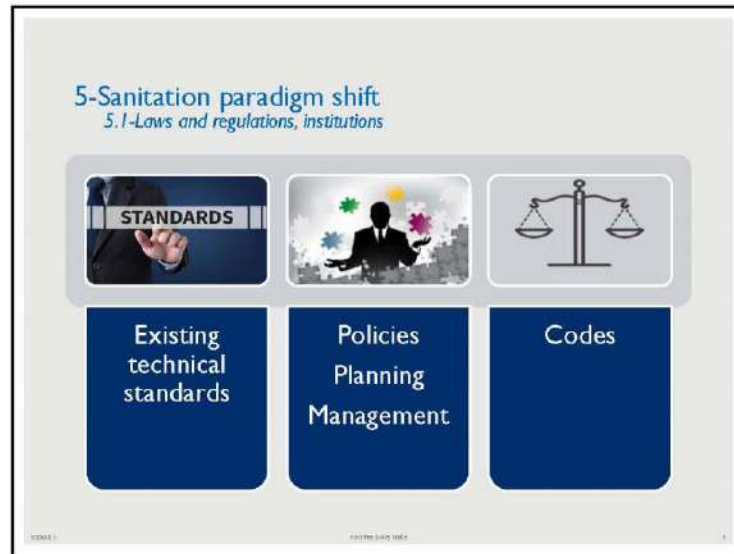 5-Sanitation paradigm shift
5.1-Laws and regulations, institutions
STANDARDS
Existing
technical
standards
Policies
Planning
Management
Codes